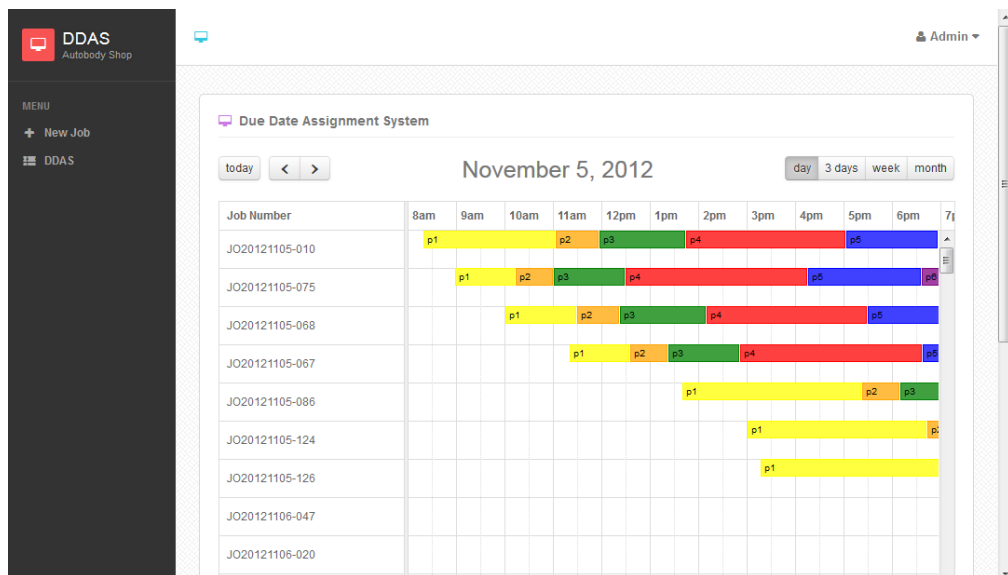 DDAS
Autobody Shop
Admin
MENU
New Job
DDAS
Due Date Assignment System
today
November 5, 2012
day 3 days week month
Job Number 8am 9am 10am 11am 12pm 1pm 2pm 3pm 4pm 5pm 6pm
JO20121105-010 p1 p2 p3 p4 p5
JO20121105-075 p1 p2 p3 p4 p5 p6
JO20121105-068 p1 p2 p3 p4 p5
JO20121105-067 p1 p2 p3 p4 p5
JO20121105-086 p1 p2 p3
JO20121105-124 p1
JO20121105-126 p1
JO20121106-047
JO20121106-020